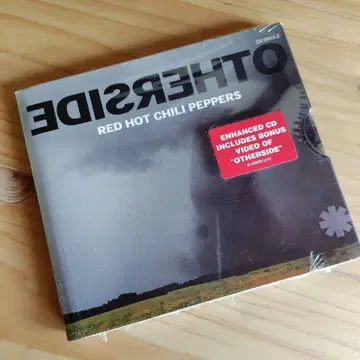 CD SINGLE
OTHERSIDE
RED HOT CHILI PEPPERS
ENHANCED CD
INCLUDES BONUS
VIDEO OF
"OTHERSIDE"